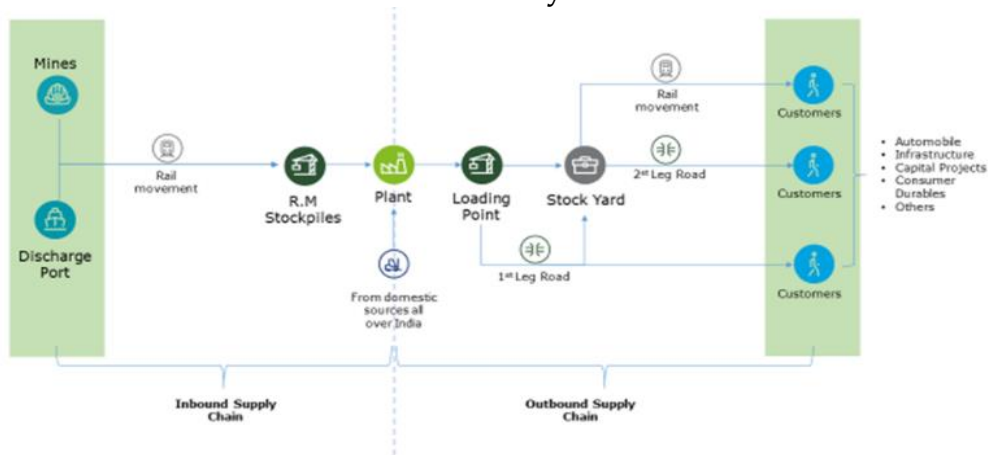 Mines
Discharge
Port
Rail
movement
R.M
Stockpiles
Plant
From domestic
sources all
over India
Loading
Point
1st Leg Road
Stock Yard
Rail
movement
2st Leg Road
Customers
Customers
Customers
• Automobile
• Infrastructure
• Capital Projects
• Consumer
Durables
• Others
Inbound Supply
Chain
Outbound Supply
Chain